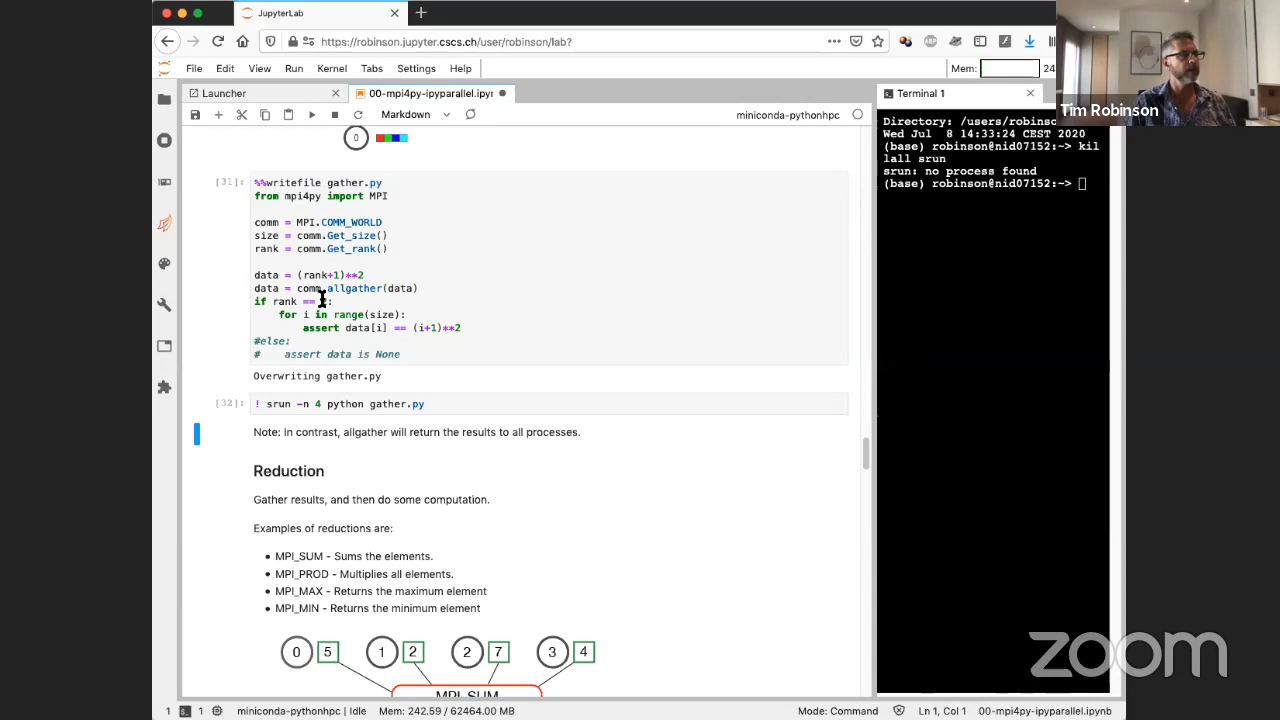 JupyterLab
https://robinson.jupyter.cscs.ch/user/robinson/lab?
ABP
File Edit View Run Kernel Tabs Settings Help
Mem: 24
Tim Robinson
Launcher
00-mpi4py-ipyparallel.ipyr
Terminal 1
Markdown
miniconda-pythonhpc
Directory: /users/robinso
Wed Jul 8 14:33:24 CEST 2020
(base) robinson@nid07152:~> kil
lall srun
srun: no process found
(base) robinson@nid07152:~>
0
[31]:
%%writefile gather.py
from mpi4py import MPI
comm = MPI.COMM_WORLD
size = comm.Get_size()
rank = comm.Get_rank()
data = (rank+1)**2
data = comm.allgather(data)
if rank == :
for i in range(size):
assert data[i] == (i+1)**2
#else:
# assert data is None
Overwriting gather.py
[32]:
! srun -n 4 python gather.py
Note: In contrast, allgather will return the results to all processes.
Reduction
Gather results, and then do some computation.
Examples of reductions are:
• MPI_SUM - Sums the elements.
• MPI_PROD - Multiplies all elements.
• MPI_MAX - Returns the maximum element
• MPI_MIN - Returns the minimum element
0 5 1 2 2 7 3 4
MPI_SUM
zoom
1 1 miniconda-pythonhpc | Idle Mem: 242.59 / 62464.00 MB Mode: Command Ln 1, Col 1 00-mpi4py-ipyparallel.ipynb